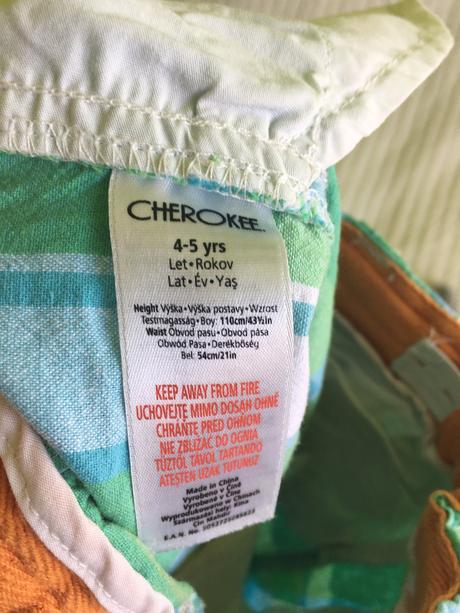 CHEROKEE
4-5 yrs
Let•Rokov
Lat•Év•Yaş
Height Výška•Výška postavy•Wzrost
Testmagasság•Boy: 110cm/43½in
Waist Obvod pasu•Obvod pása
Obwód Pasa•Derékbőség
Bel: 54cm/21in
KEEP AWAY FROM FIRE
UCHOVEJTE MIMO DOSAH OHNĚ
CHRÁŇTE PRED OHŇOM
NIE ZBLIŻAĆ DO OGNIA
TŰZTŐL TÁVOL TARTANDÓ
ATEŞTEN UZAK TUTUNUZ
Made in China
Vyrobeno v Číně
Vyrobené v Číne
Wyprodukowano w Chinach
Származási hely: Kína
Çin Malıdır
E.A.N. No: